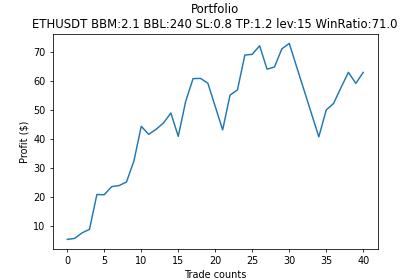 Portfolio
ETHUSDT BBM:2.1 BBL:240 SL:0.8 TP:1.2 lev:15 WinRatio:71.0
70
60
50
40
30
20
10
Profit ($)
0 5 10 15 20 25 30 35 40
Trade counts